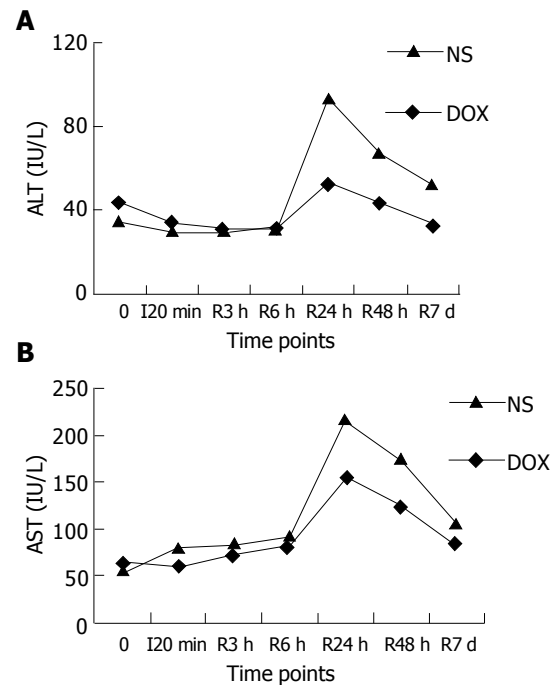 A
120
80
40
0
ALT (IU/L)
NS
DOX
0 I20 min R3 h R6 h R24 h R48 h R7 d
Time points
B
250
200
150
100
50
0
AST (IU/L)
NS
DOX
0 I20 min R3 h R6 h R24 h R48 h R7 d
Time points